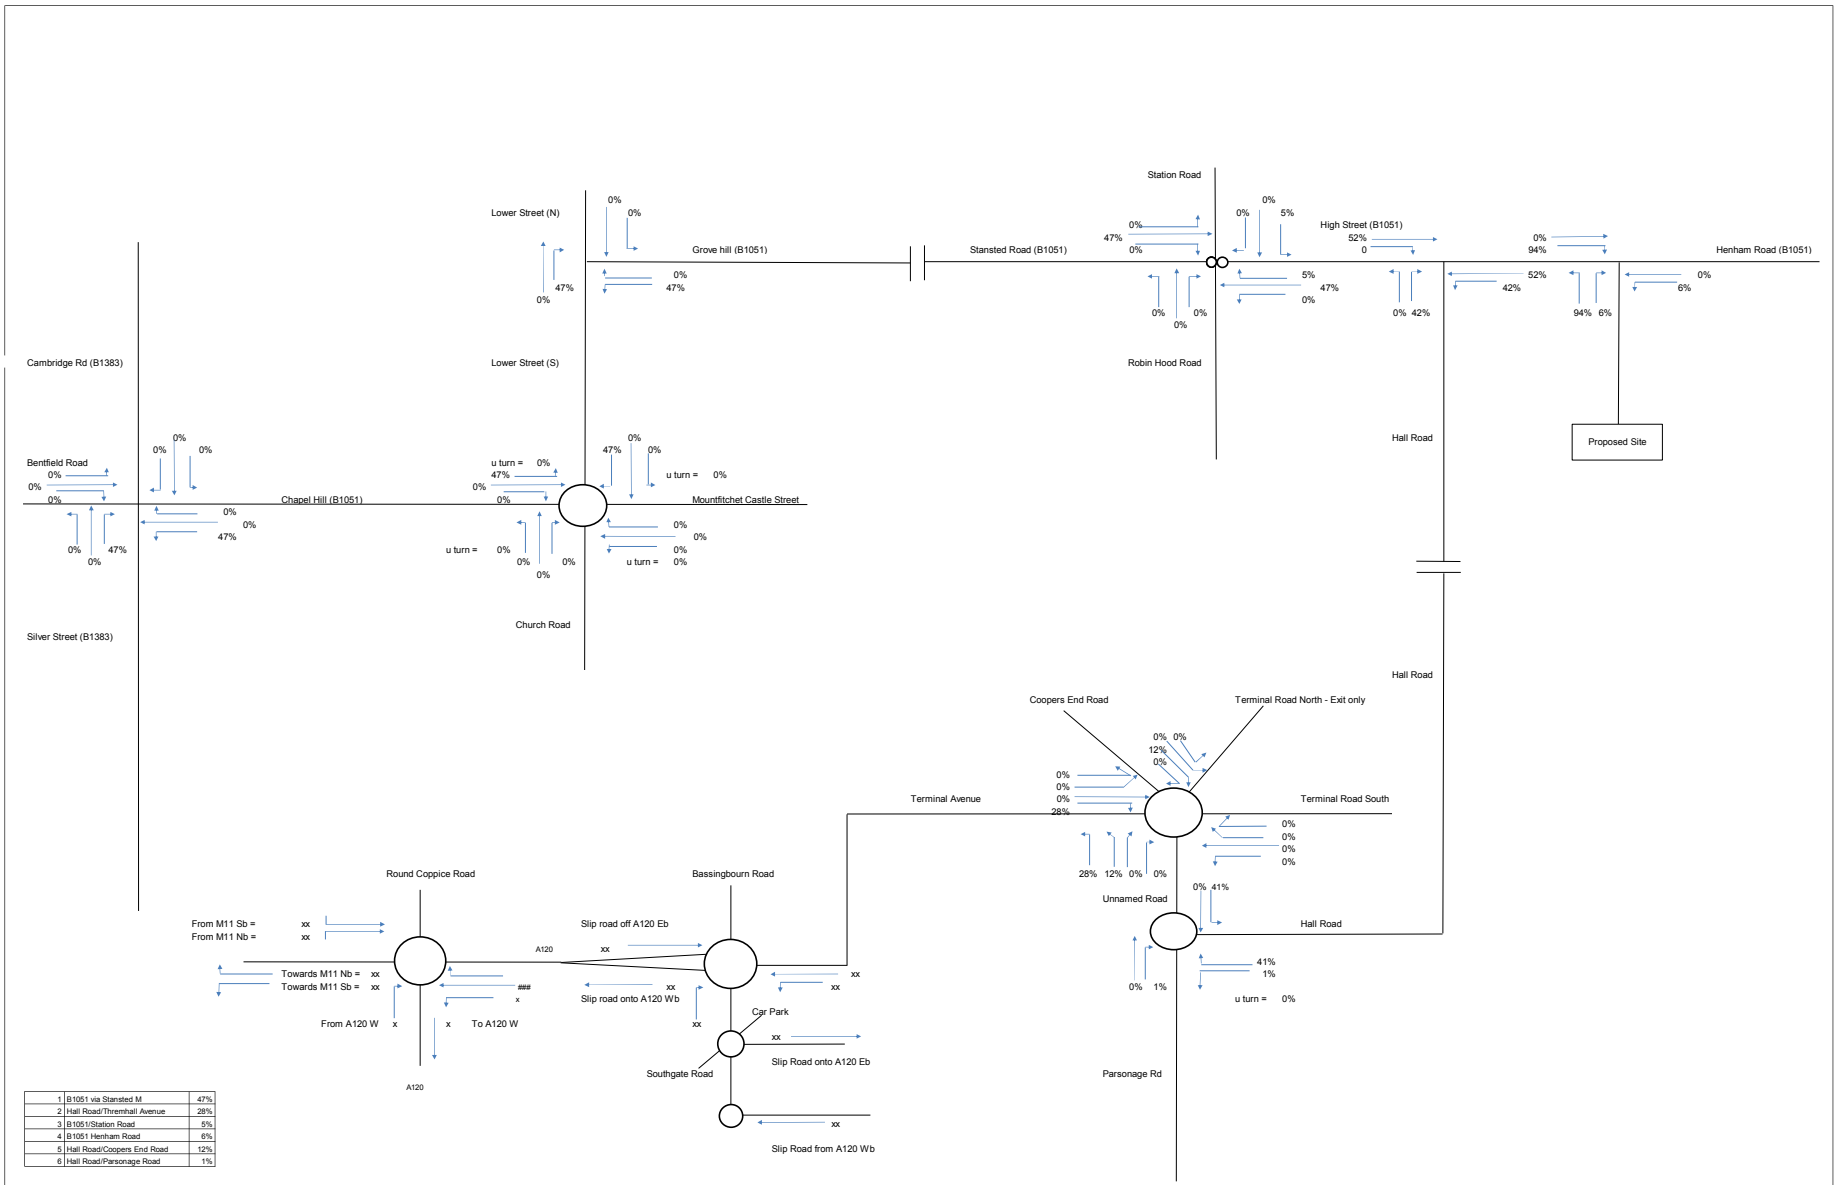 Station Road
0%
0%
Lower Street (N)
0%
0%
0%
5%
0%
High Street (B1051)
47%
52%
0%
Grove hill (B1051)
Stansted Road (B1051)
0%
0
94%
Henham Road (B1051)
0%
47%
47%
0%
5%
47%
0%
52%
42%
0%
6%
0%
0%
0%
0% 42%
94% 6%
Cambridge Rd (B1383)
Lower Street (S)
Robin Hood Road
Hall Road
Proposed Site
0%
0%
0%
0%
47%
0%
Bentfield Road
u turn = 0%
0%
47%
u turn = 0%
0%
0%
0%
Chapel Hill (B1051)
0%
Mountfitchet Castle Street
0%
0%
47%
0%
0%
47%
0%
0%
0%
0%
u turn = 0%
0%
0%
0%
u turn = 0%
Silver Street (B1383)
Church Road
Hall Road
Coopers End Road
Terminal Road North - Exit only
0% 0%
12%
0%
0%
0%
0%
28%
Terminal Avenue
Terminal Road South
0%
0%
0%
0%
28% 12% 0% 0%
Round Coppice Road
Bassingbourn Road
0% 41%
Unnamed Road
From M11 Sb = xx
From M11 Nb = xx
Slip road off A120 Eb
xx
A120
Hall Road
Towards M11 Nb = xx
Towards M11 Sb = xx
###
x
xx
Slip road onto A120 Wb
xx
xx
41%
1%
0% 1%
u turn = 0%
From A120 W x
x To A120 W
xx
Car Park
xx
Slip Road onto A120 Eb
Southgate Road
Parsonage Rd
A120
xx
Slip Road from A120 Wb
1 B1051 via Stansted M 47%
2 Hall Road/Thremhall Avenue 28%
3 B1051/Station Road 5%
4 B1051 Henham Road 6%
5 Hall Road/Coopers End Road 12%
6 Hall Road/Parsonage Road 1%